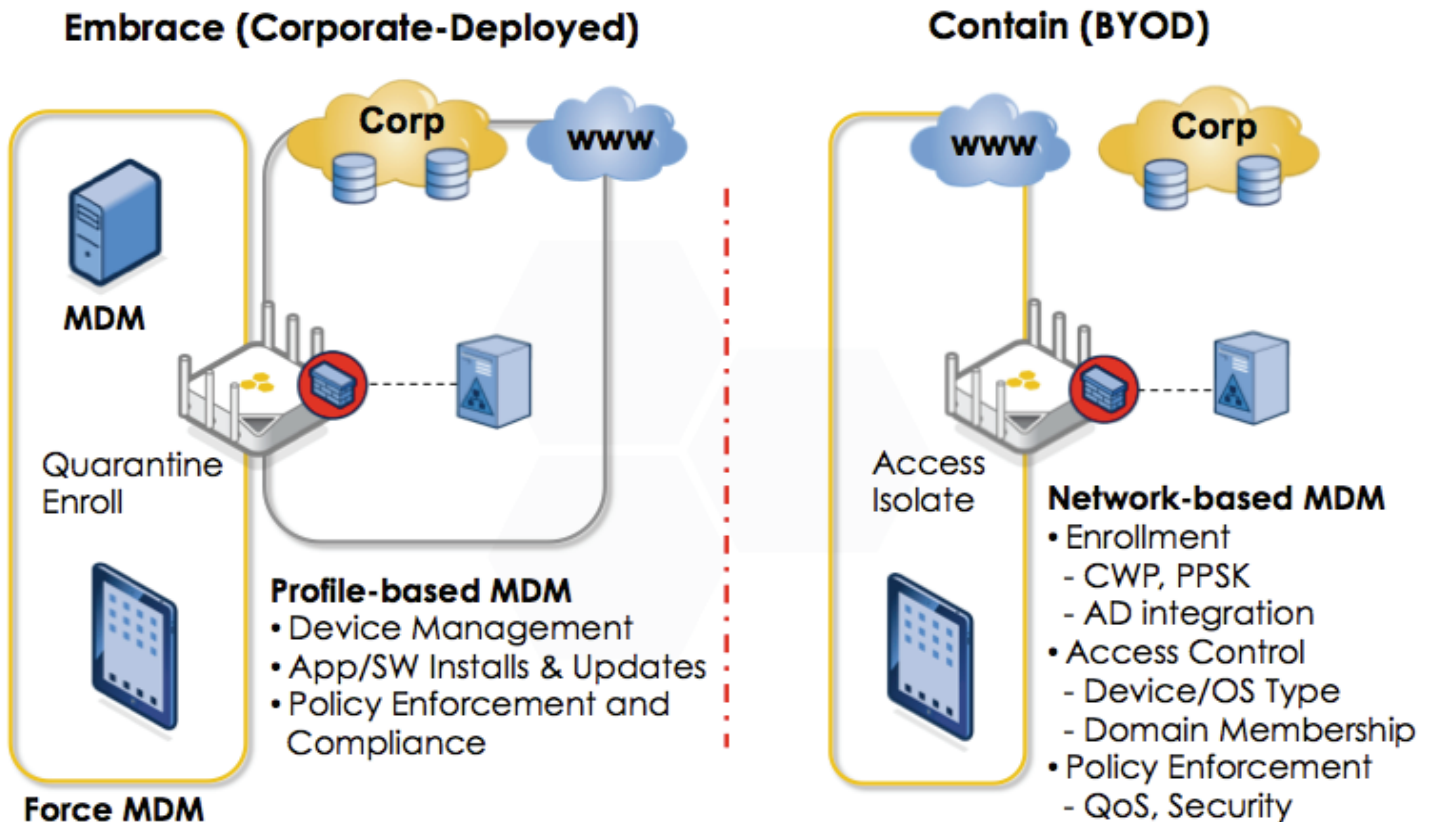 Embrace (Corporate-Deployed)
Corp
www
MDM
Quarantine
Enroll
Profile-based MDM
• Device Management
• App/SW Installs & Updates
• Policy Enforcement and
Compliance
Force MDM
Contain (BYOD)
www
Corp
Access
Isolate
Network-based MDM
• Enrollment
- CWP, PPSK
- AD integration
• Access Control
- Device/OS Type
- Domain Membership
• Policy Enforcement
- QoS, Security